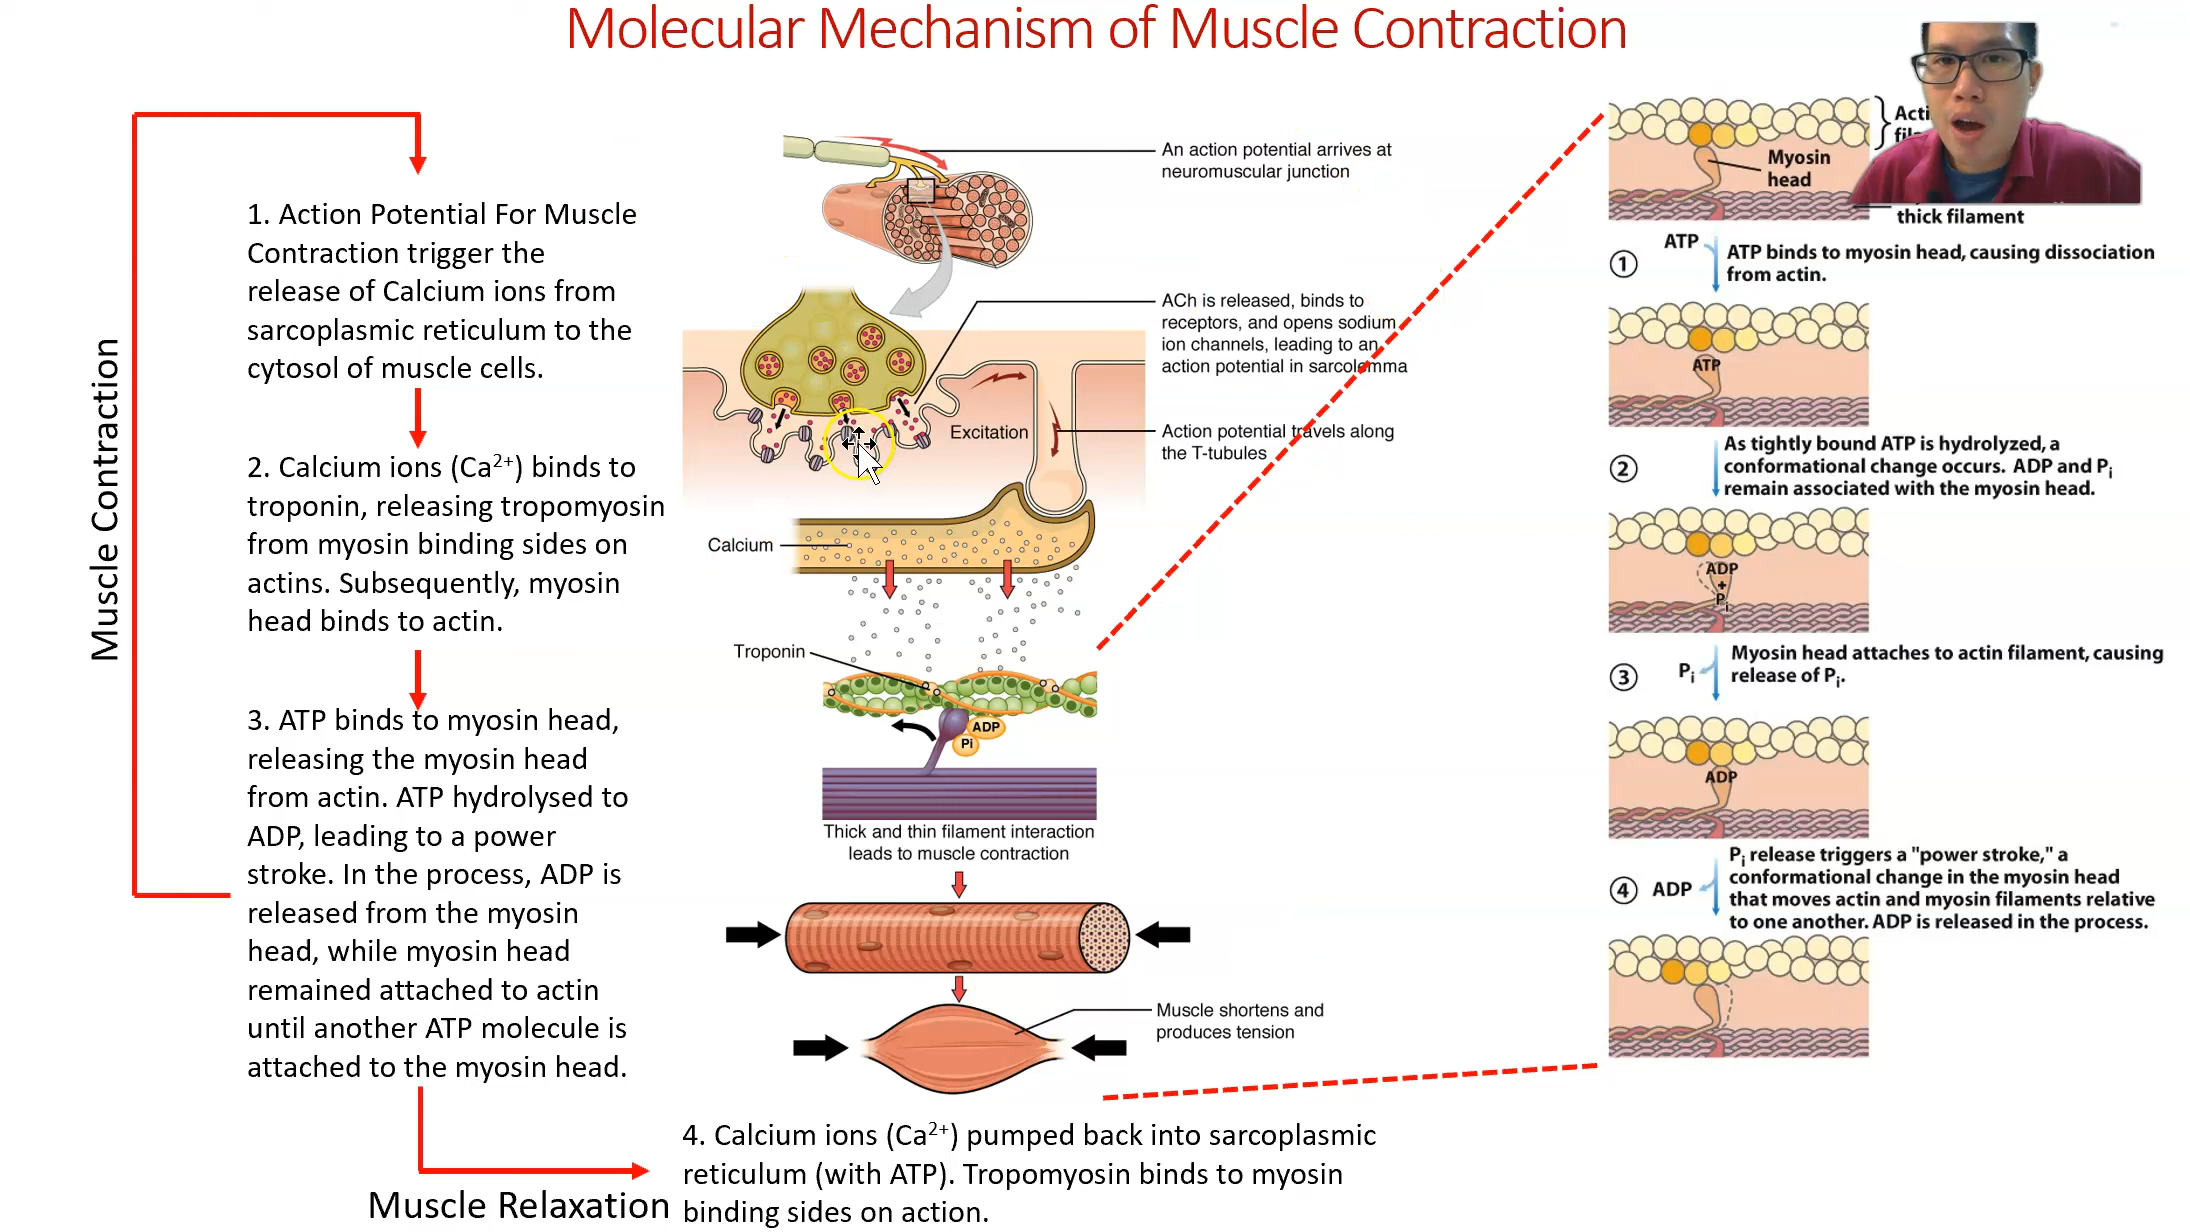 Molecular Mechanism of Muscle Contraction
Muscle Contraction
1. Action Potential For Muscle
Contraction trigger the
release of Calcium ions from
sarcoplasmic reticulum to the
cytosol of muscle cells.
2. Calcium ions (Ca²⁺) binds to
troponin, releasing tropomyosin
from myosin binding sides on
actins. Subsequently, myosin
head binds to actin.
3. ATP binds to myosin head,
releasing the myosin head
from actin. ATP hydrolysed to
ADP, leading to a power
stroke. In the process, ADP is
released from the myosin
head, while myosin head
remained attached to actin
until another ATP molecule is
attached to the myosin head.
Muscle Relaxation
4. Calcium ions (Ca²⁺) pumped back into sarcoplasmic
reticulum (with ATP). Tropomyosin binds to myosin
binding sides on action.
An action potential arrives at
neuromuscular junction
ACh is released, binds to
receptors, and opens sodium
ion channels, leading to an
action potential in sarcolemma
Excitation
Action potential travels along
the T-tubules
Calcium
Troponin
ADP
Pi
Thick and thin filament interaction
leads to muscle contraction
Muscle shortens and
produces tension
Myosin
head
thick filament
1
ATP
ATP binds to myosin head, causing dissociation
from actin.
ATP
2
As tightly bound ATP is hydrolyzed, a
conformational change occurs. ADP and Pi
remain associated with the myosin head.
ADP
+
Pi
3
Pi
Myosin head attaches to actin filament, causing
release of Pi.
ADP
4
ADP
Pi release triggers a "power stroke," a
conformational change in the myosin head
that moves actin and myosin filaments relative
to one another. ADP is released in the process.